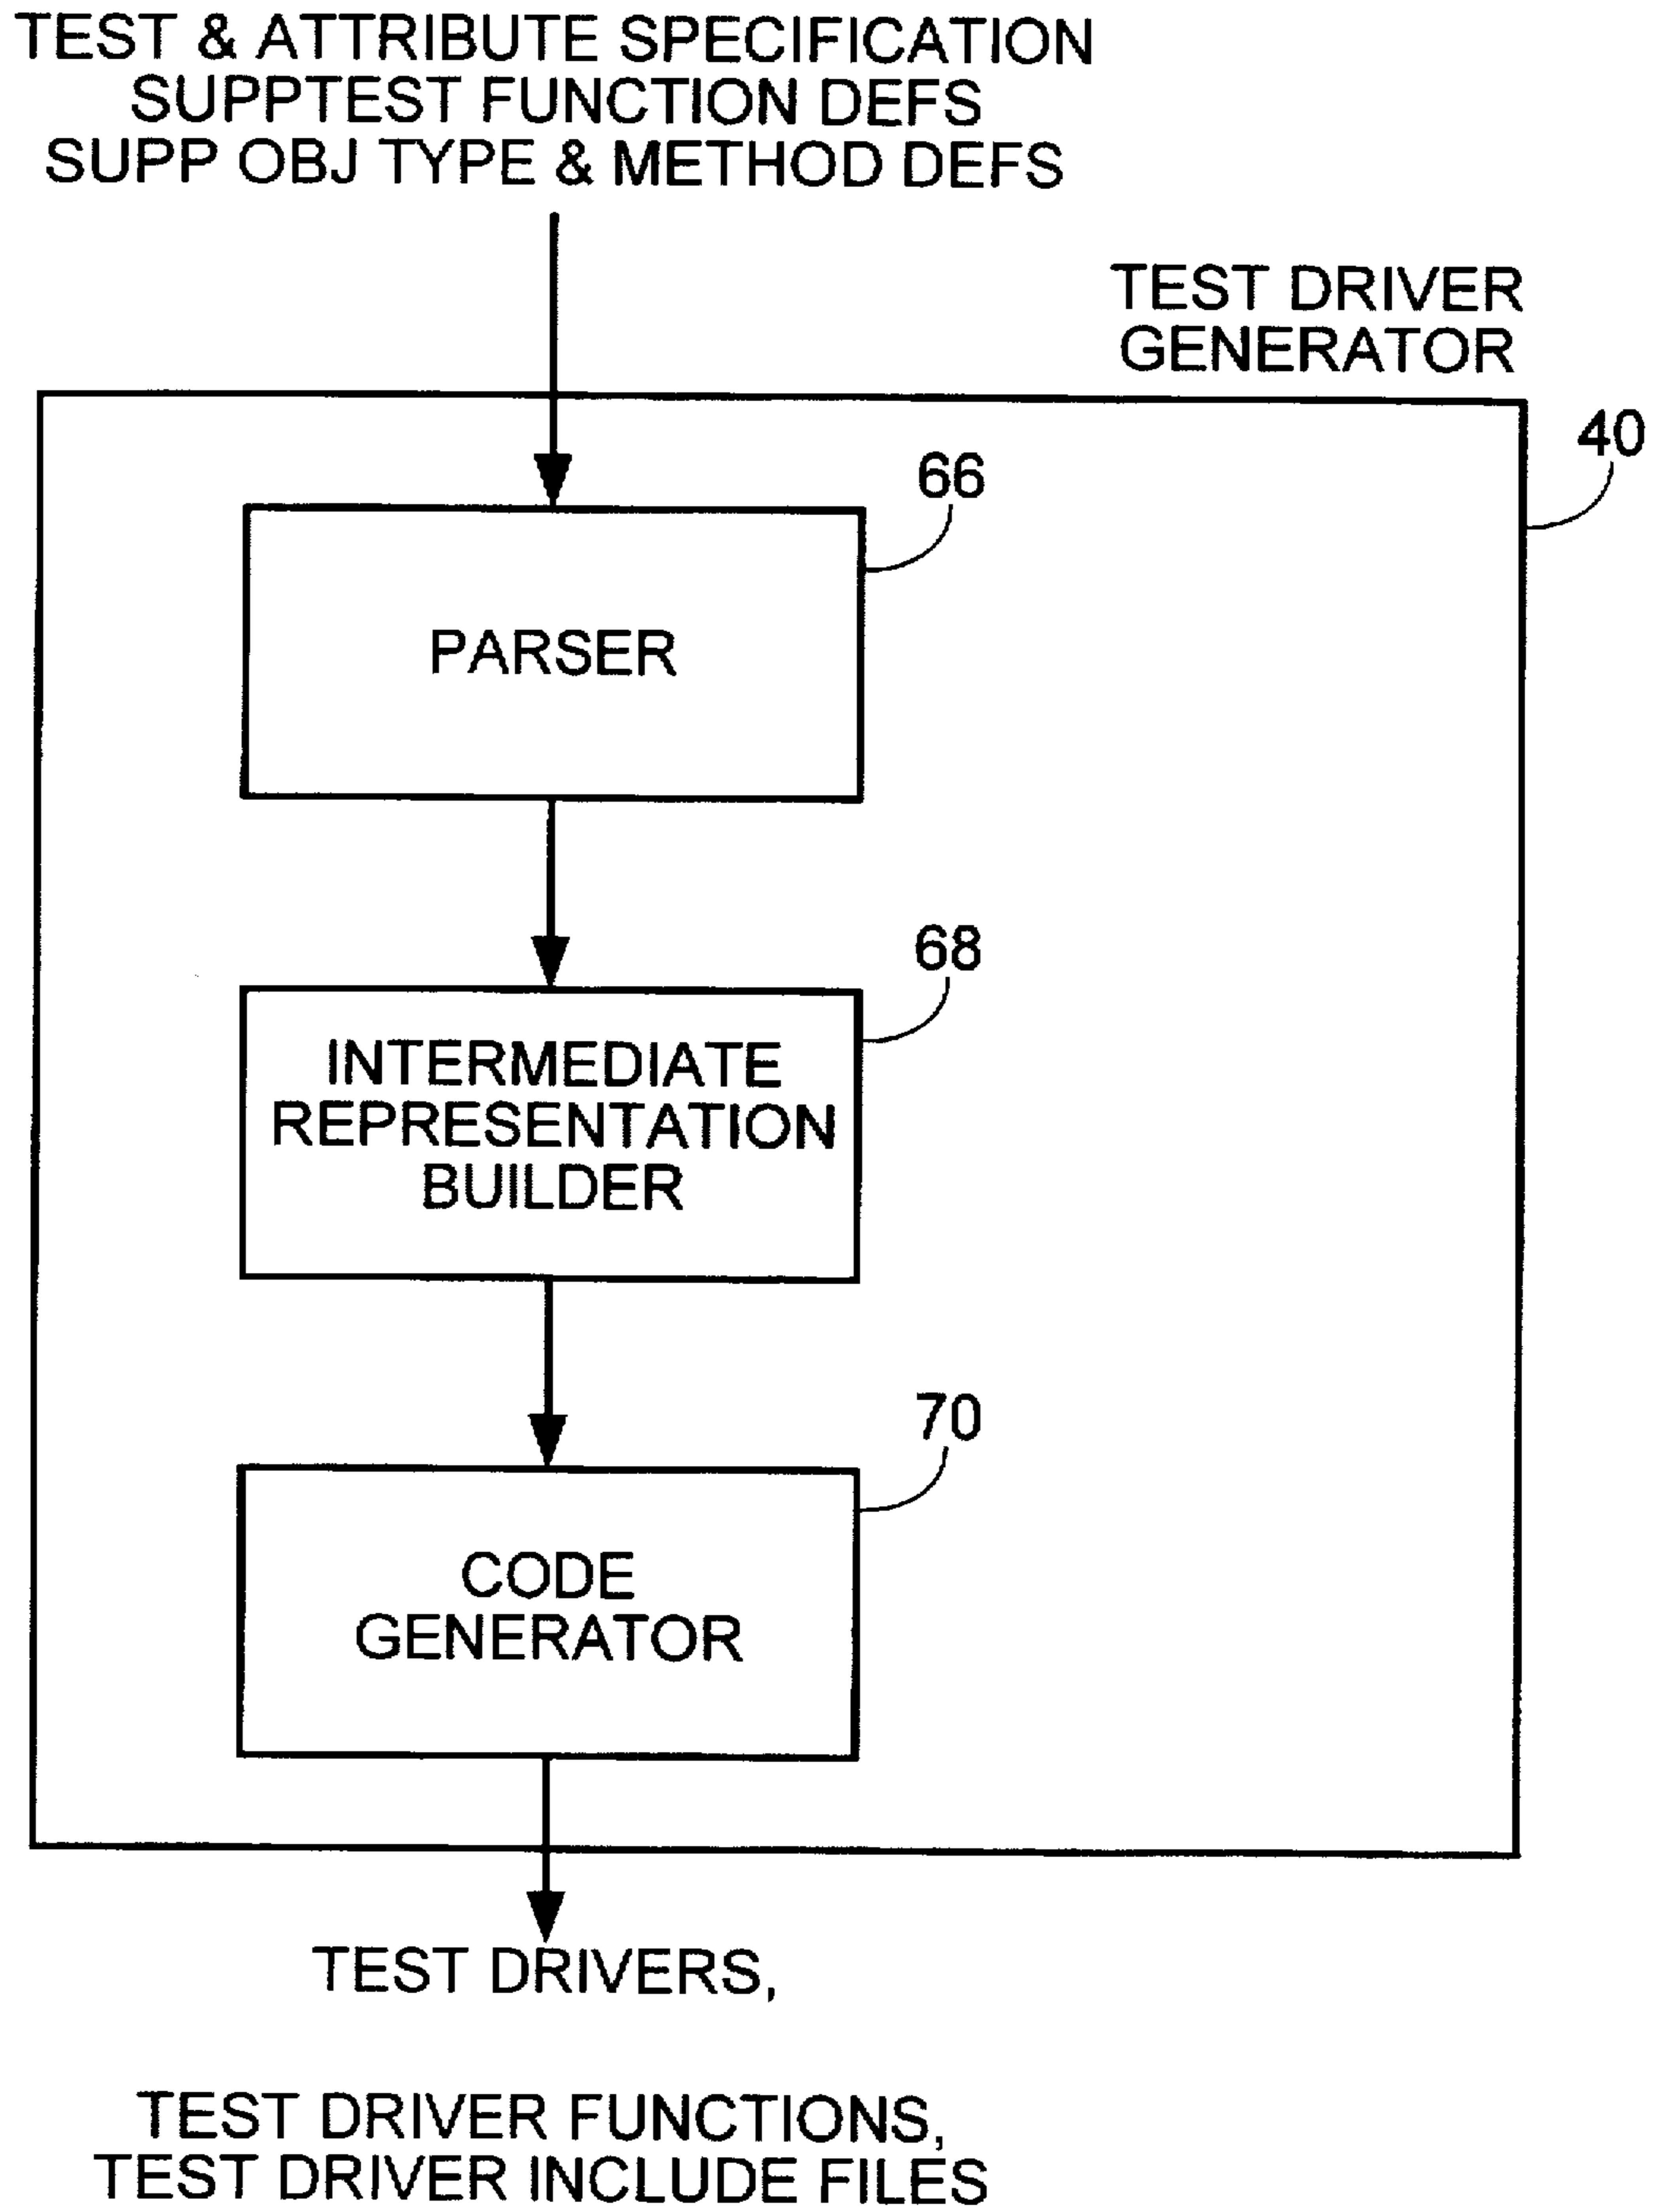 TEST & ATTRIBUTE SPECIFICATION
SUPPTEST FUNCTION DEFS
SUPP OBJ TYPE & METHOD DEFS
TEST DRIVER
GENERATOR
40
66
PARSER
68
INTERMEDIATE
REPRESENTATION
BUILDER
70
CODE
GENERATOR
TEST DRIVERS,
TEST DRIVER FUNCTIONS,
TEST DRIVER INCLUDE FILES